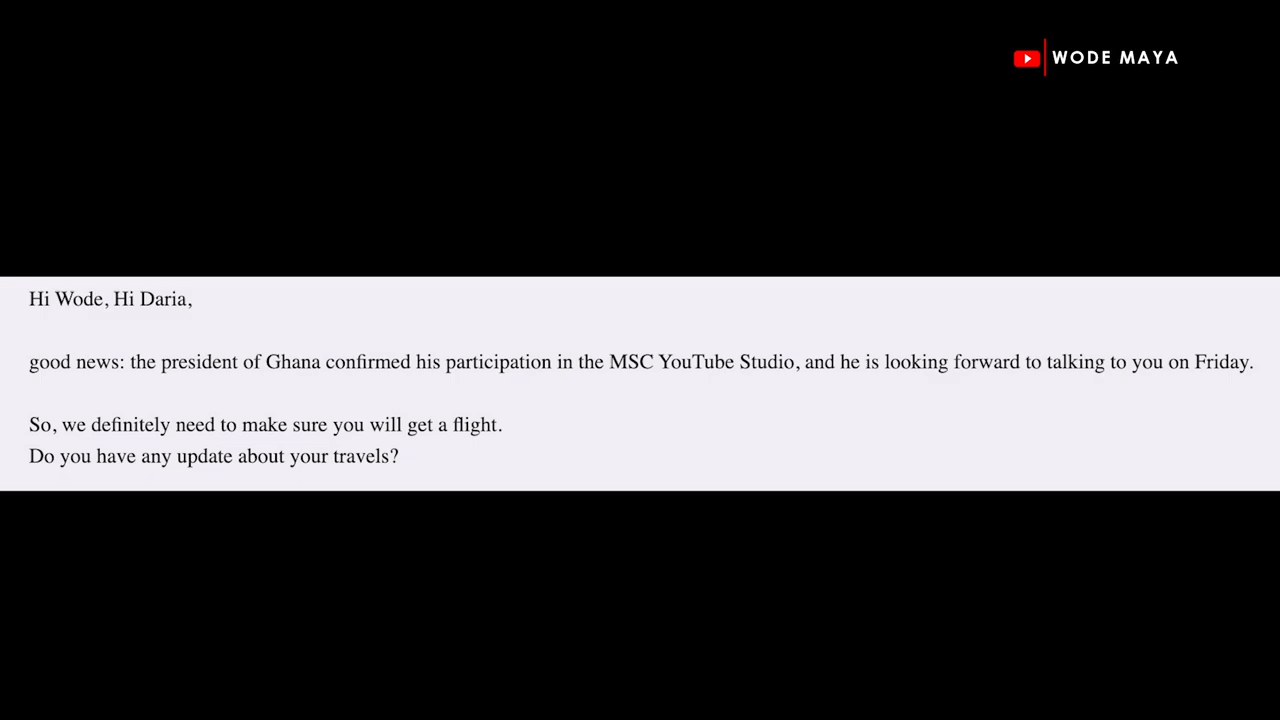 WODE MAYA
Hi Wode, Hi Daria,
good news: the president of Ghana confirmed his participation in the MSC YouTube Studio, and he is looking forward to talking to you on Friday.
So, we definitely need to make sure you will get a flight.
Do you have any update about your travels?